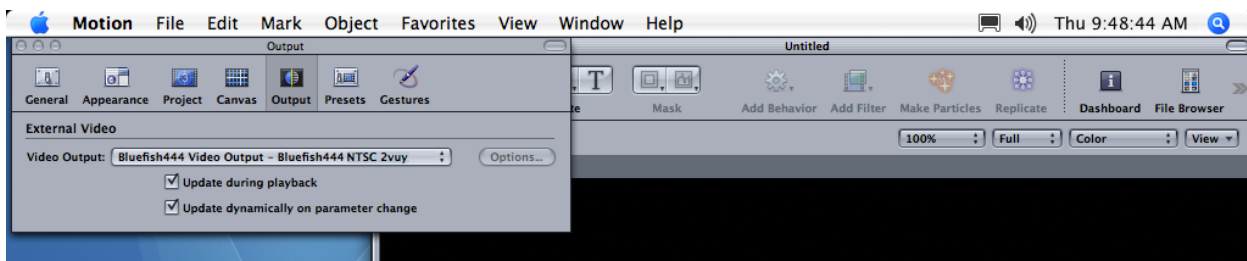 Motion File Edit Mark Object Favorites View Window Help Thu 9:48:44 AM
Output
Untitled
General Appearance Project Canvas Output Presets Gestures
T
Mask Add Behavior Add Filter Make Particles Replicate Dashboard File Browser
External Video
Video Output: Bluefish444 Video Output - Bluefish444 NTSC 2vuy Options...
100% Full Color View
Update during playback
Update dynamically on parameter change